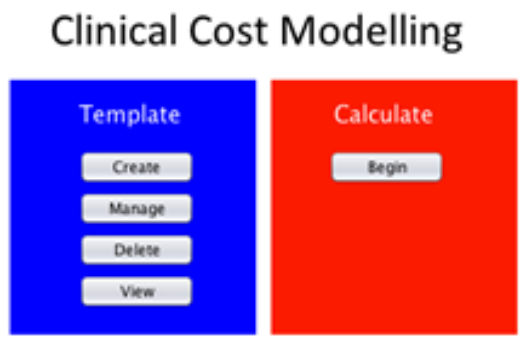 Clinical Cost Modelling
Template
Create
Manage
Delete
View
Calculate
Begin